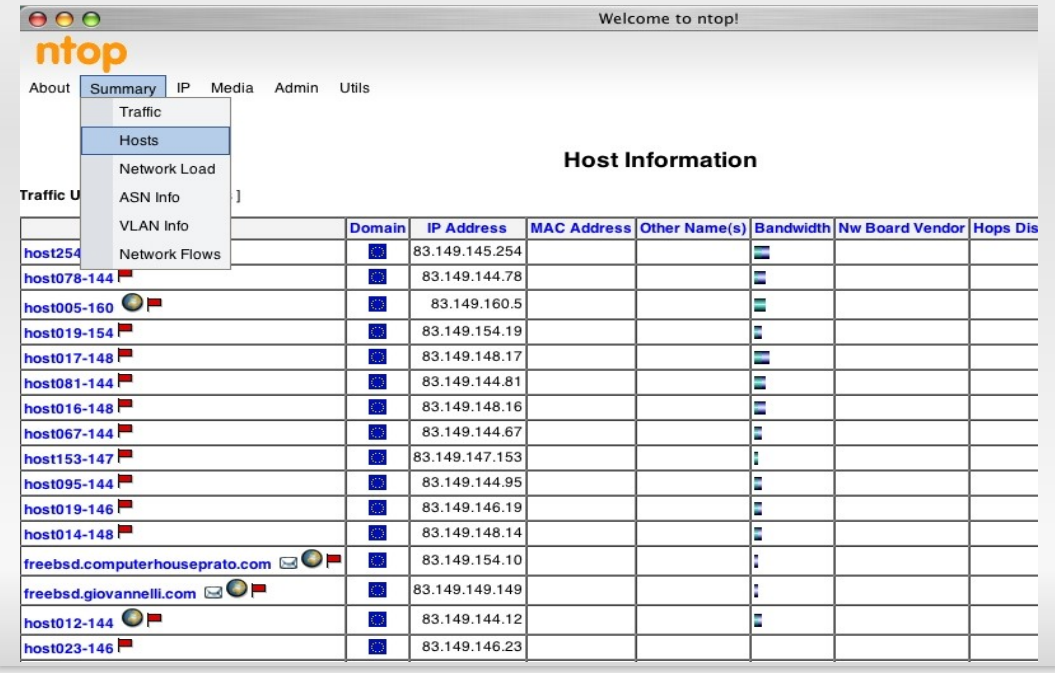 Welcome to ntop!
ntop
About Summary IP Media Admin Utils
Traffic
Hosts
Network Load
ASN Info
VLAN Info
Network Flows
Host Information
Traffic U ]
Domain IP Address MAC Address Other Name(s) Bandwidth Nw Board Vendor Hops Dis
host254 83.149.145.254
host078-144 83.149.144.78
host005-160 83.149.160.5
host019-154 83.149.154.19
host017-148 83.149.148.17
host081-144 83.149.144.81
host016-148 83.149.148.16
host067-144 83.149.144.67
host153-147 83.149.147.153
host095-144 83.149.144.95
host019-146 83.149.146.19
host014-148 83.149.148.14
freebsd.computerhouseprato.com 83.149.154.10
freebsd.giovannelli.com 83.149.149.149
host012-144 83.149.144.12
host023-146 83.149.146.23